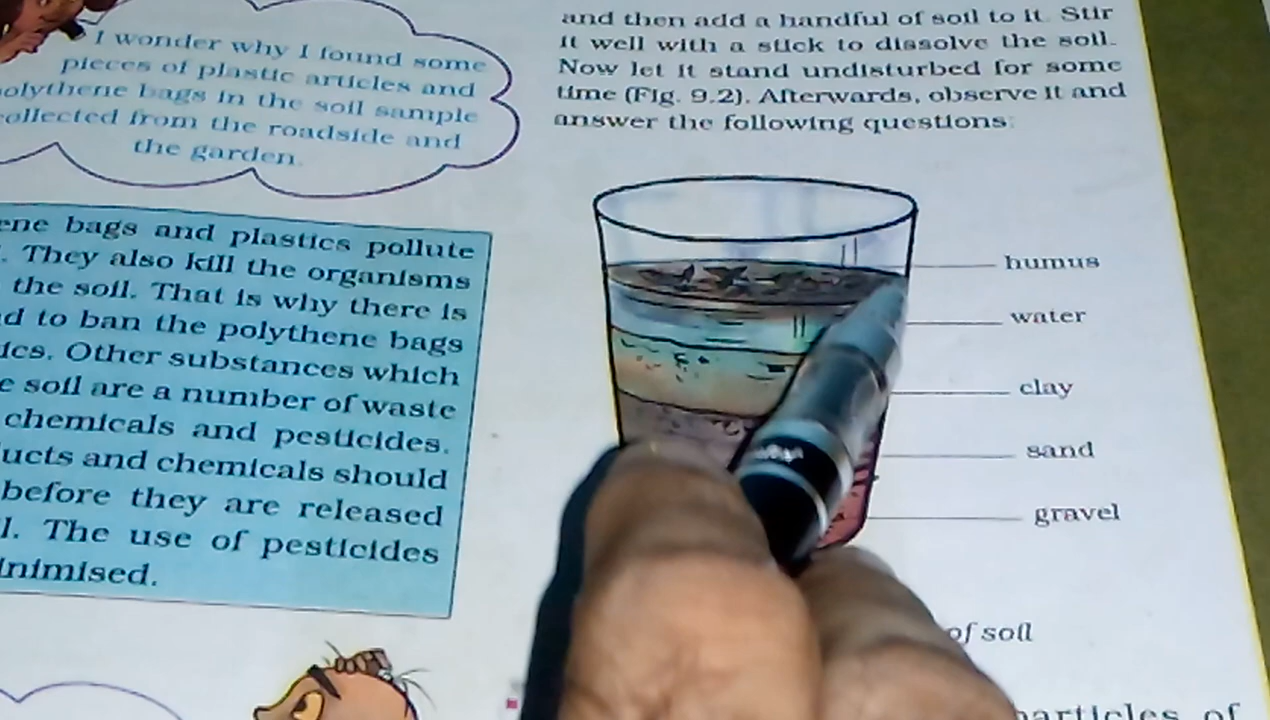 I wonder why I found some
pieces of plastic articles and
polythene bags in the soil sample
collected from the roadside and
the garden.
ene bags and plastics pollute
. They also kill the organisms
the soil. That is why there is
d to ban the polythene bags
ics. Other substances which
e soil are a number of waste
chemicals and pesticides.
ucts and chemicals should
before they are released
l. The use of pesticides
inimised.
and then add a handful of soil to it. Stir
it well with a stick to dissolve the soil.
Now let it stand undisturbed for some
time (Fig. 9.2). Afterwards, observe it and
answer the following questions:
humus
water
clay
sand
gravel
of soil
particles of